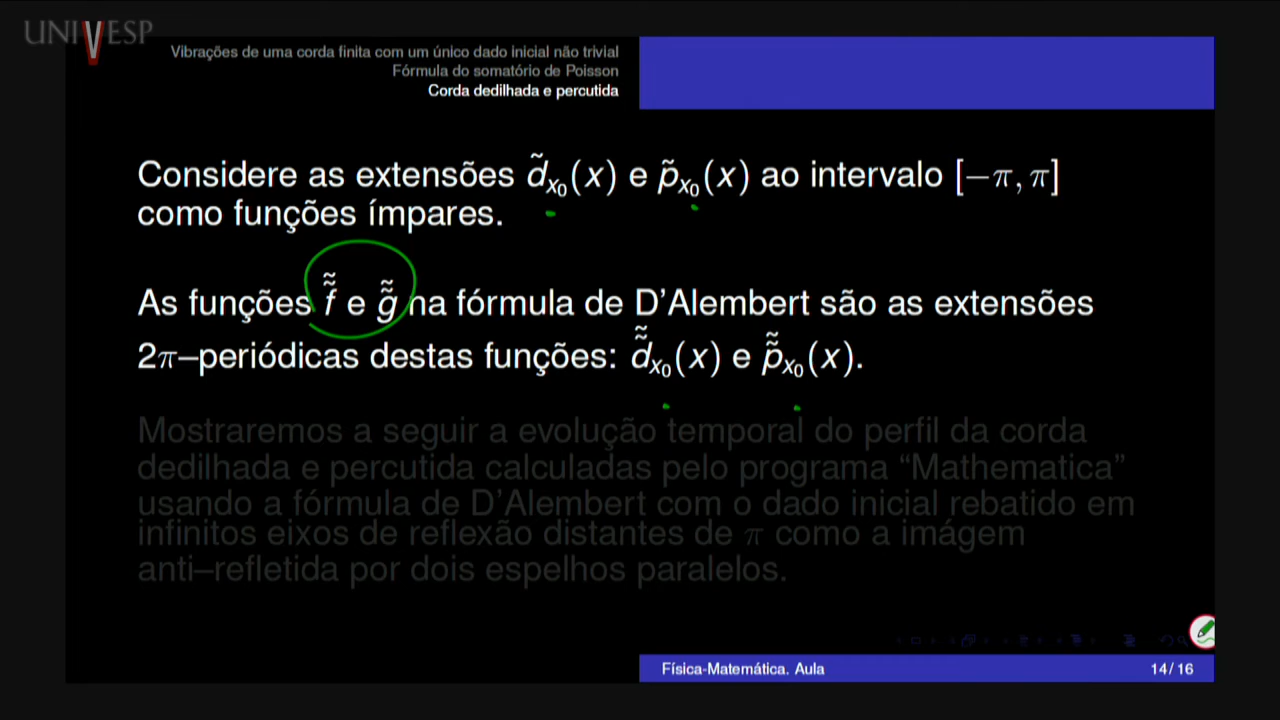 UNIVESP
Vibrações de uma corda finita com um único dado inicial não trivial
Fórmula do somatório de Poisson
Corda dedilhada e percutida
Considere as extensões d̃ₓ₀(x) e p̃ₓ₀(x) ao intervalo [−π, π]
como funções ímpares.
As funções f̃̃ e g̃̃ na fórmula de D'Alembert são as extensões
2π–periódicas destas funções: d̃̃ₓ₀(x) e p̃̃ₓ₀(x).
Mostraremos a seguir a evolução temporal do perfil da corda
dedilhada e percutida calculadas pelo programa “Mathematica”
usando a fórmula de D'Alembert com o dado inicial rebatido em
infinitos eixos de reflexão distantes de π como a imágem
anti–refletida por dois espelhos paralelos.
Física-Matemática. Aula
14/16